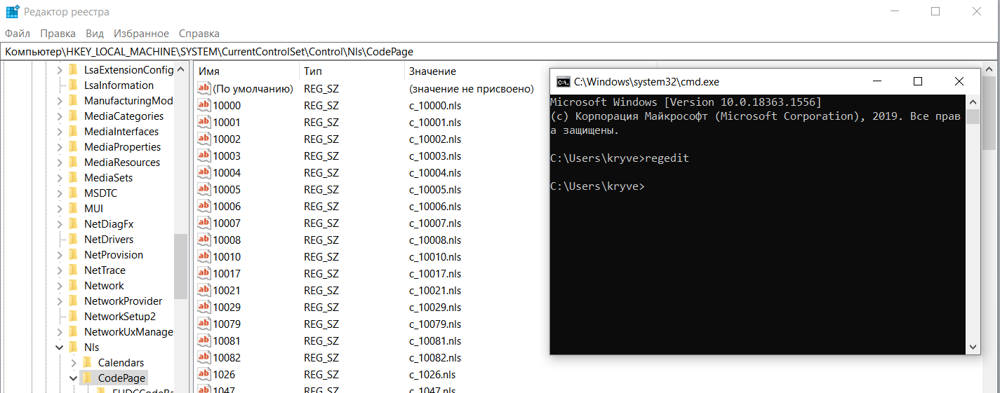 Редактор реестра
Файл Правка Вид Избранное Справка
Компьютер\HKEY_LOCAL_MACHINE\SYSTEM\CurrentControlSet\Control\Nls\CodePage
LsaExtensionConfig
LsaInformation
ManufacturingMod
MediaCategories
MediaInterfaces
MediaProperties
MediaResources
MediaSets
MSDTC
MUI
NetDiagFx
NetDrivers
NetProvision
NetTrace
Network
NetworkProvider
NetworkSetup2
NetworkUxManage
Nls
Calendars
CodePage
Имя Тип Значение
(По умолчанию) REG_SZ (значение не присвоено)
10000 REG_SZ c_10000.nls
10001 REG_SZ c_10001.nls
10002 REG_SZ c_10002.nls
10003 REG_SZ c_10003.nls
10004 REG_SZ c_10004.nls
10005 REG_SZ c_10005.nls
10006 REG_SZ c_10006.nls
10007 REG_SZ c_10007.nls
10008 REG_SZ c_10008.nls
10010 REG_SZ c_10010.nls
10017 REG_SZ c_10017.nls
10021 REG_SZ c_10021.nls
10029 REG_SZ c_10029.nls
10079 REG_SZ c_10079.nls
10081 REG_SZ c_10081.nls
10082 REG_SZ c_10082.nls
1026 REG_SZ c_1026.nls
1047 REG_SZ c_1047.nls
C:\Windows\system32\cmd.exe
Microsoft Windows [Version 10.0.18363.1556]
(c) Корпорация Майкрософт (Microsoft Corporation), 2019. Все прав
а защищены.
C:\Users\kryve>regedit
C:\Users\kryve>